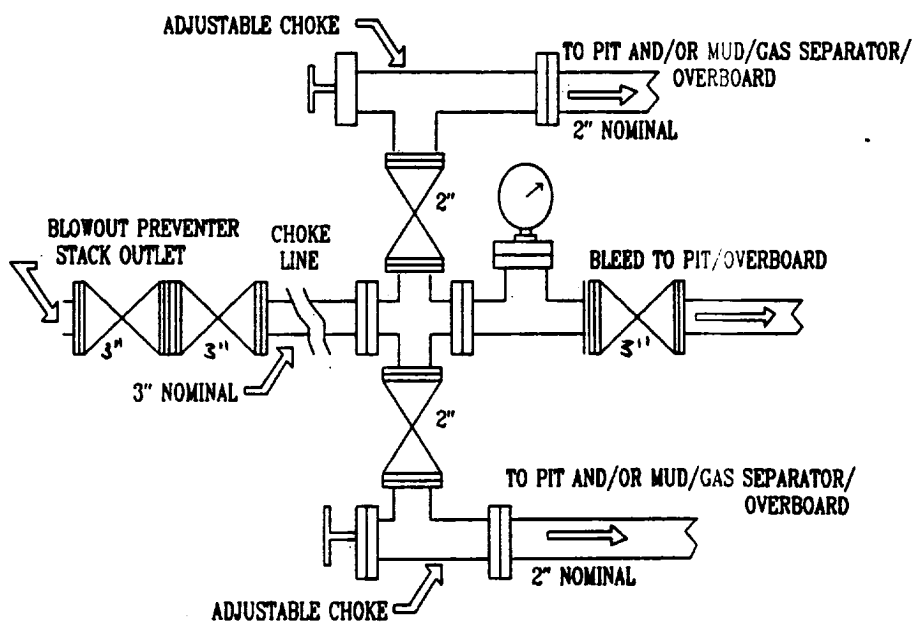 ADJUSTABLE CHOKE
TO PIT AND/OR MUD/GAS SEPARATOR/
OVERBOARD
2" NOMINAL
2"
BLOWOUT PREVENTER
STACK OUTLET
CHOKE
LINE
BLEED TO PIT/OVERBOARD
3"
3"
3"
3" NOMINAL
2"
TO PIT AND/OR MUD/GAS SEPARATOR/
OVERBOARD
2" NOMINAL
ADJUSTABLE CHOKE